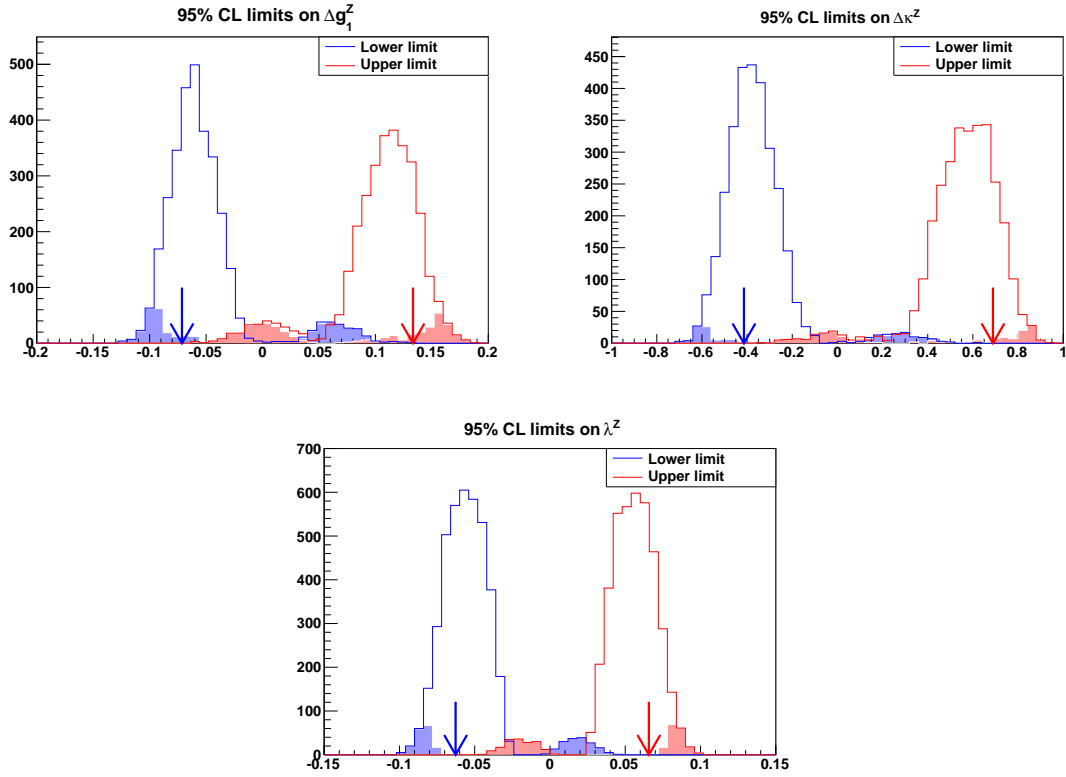 95% CL limits on Δg₁ᶻ
Lower limit
Upper limit
500
400
300
200
100
0
-0.2 -0.15 -0.1 -0.05 0 0.05 0.1 0.15 0.2
95% CL limits on Δκᶻ
Lower limit
Upper limit
450
400
350
300
250
200
150
100
50
0
-1 -0.8 -0.6 -0.4 -0.2 0 0.2 0.4 0.6 0.8 1
95% CL limits on λᶻ
Lower limit
Upper limit
700
600
500
400
300
200
100
0
-0.15 -0.1 -0.05 0 0.05 0.1 0.15